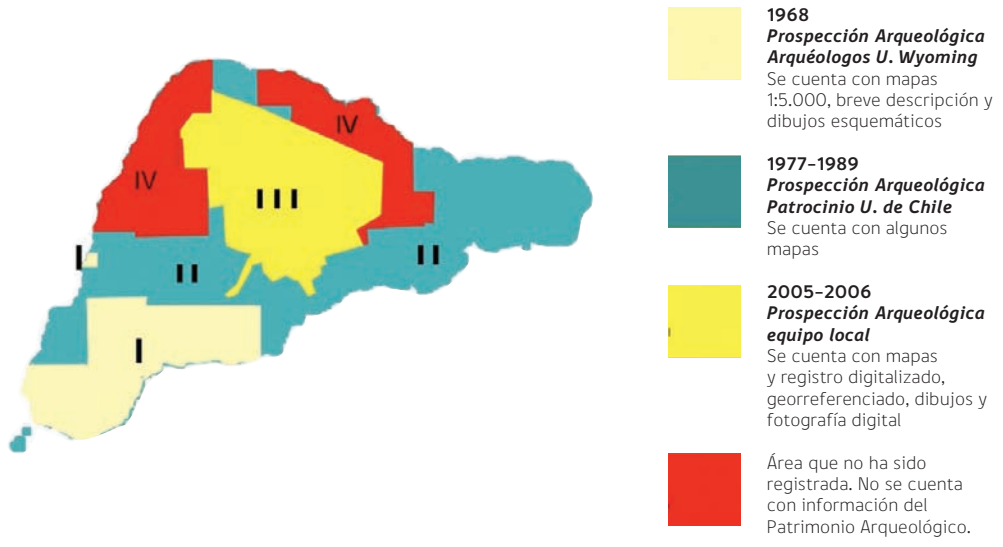 IV
IV
III
I
II
II
I
1968
Prospección Arqueológica
Arquéologos U. Wyoming
Se cuenta con mapas
1:5.000, breve descripción y
dibujos esquemáticos
1977-1989
Prospección Arqueológica
Patrocinio U. de Chile
Se cuenta con algunos
mapas
2005-2006
Prospección Arqueológica
equipo local
Se cuenta con mapas
y registro digitalizado,
georreferenciado, dibujos y
fotografía digital
Área que no ha sido
registrada. No se cuenta
con información del
Patrimonio Arqueológico.